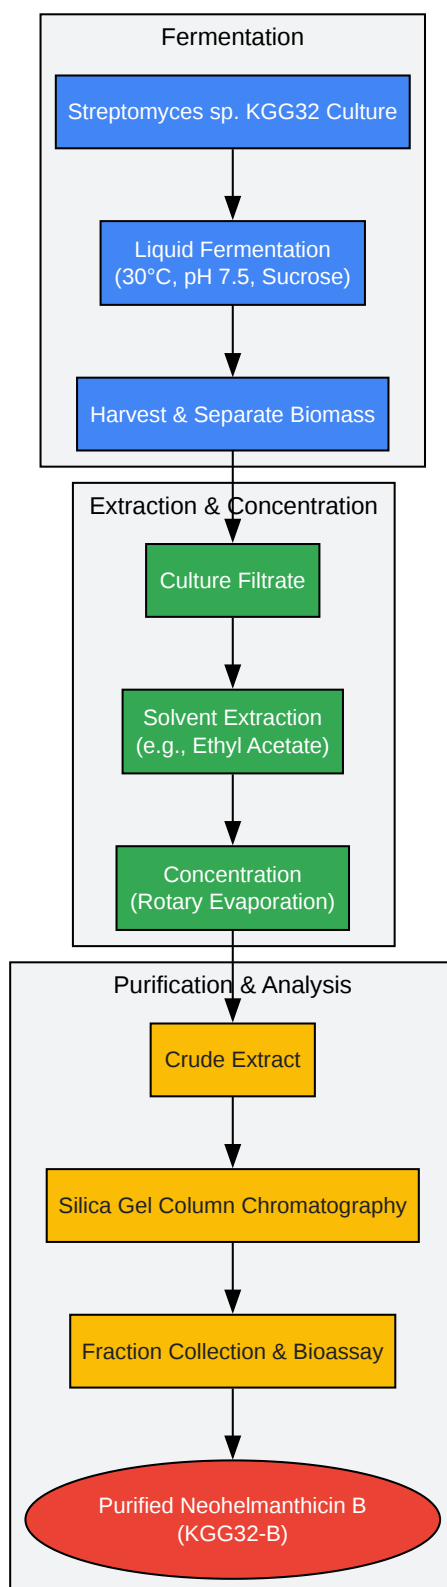 Fermentation
Streptomyces sp. KGG32 Culture
Liquid Fermentation
(30°C, pH 7.5, Sucrose)
Harvest & Separate Biomass
Extraction & Concentration
Culture Filtrate
Solvent Extraction
(e.g., Ethyl Acetate)
Concentration
(Rotary Evaporation)
Purification & Analysis
Crude Extract
Silica Gel Column Chromatography
Fraction Collection & Bioassay
Purified Neohelmanthicin B
(KGG32-B)